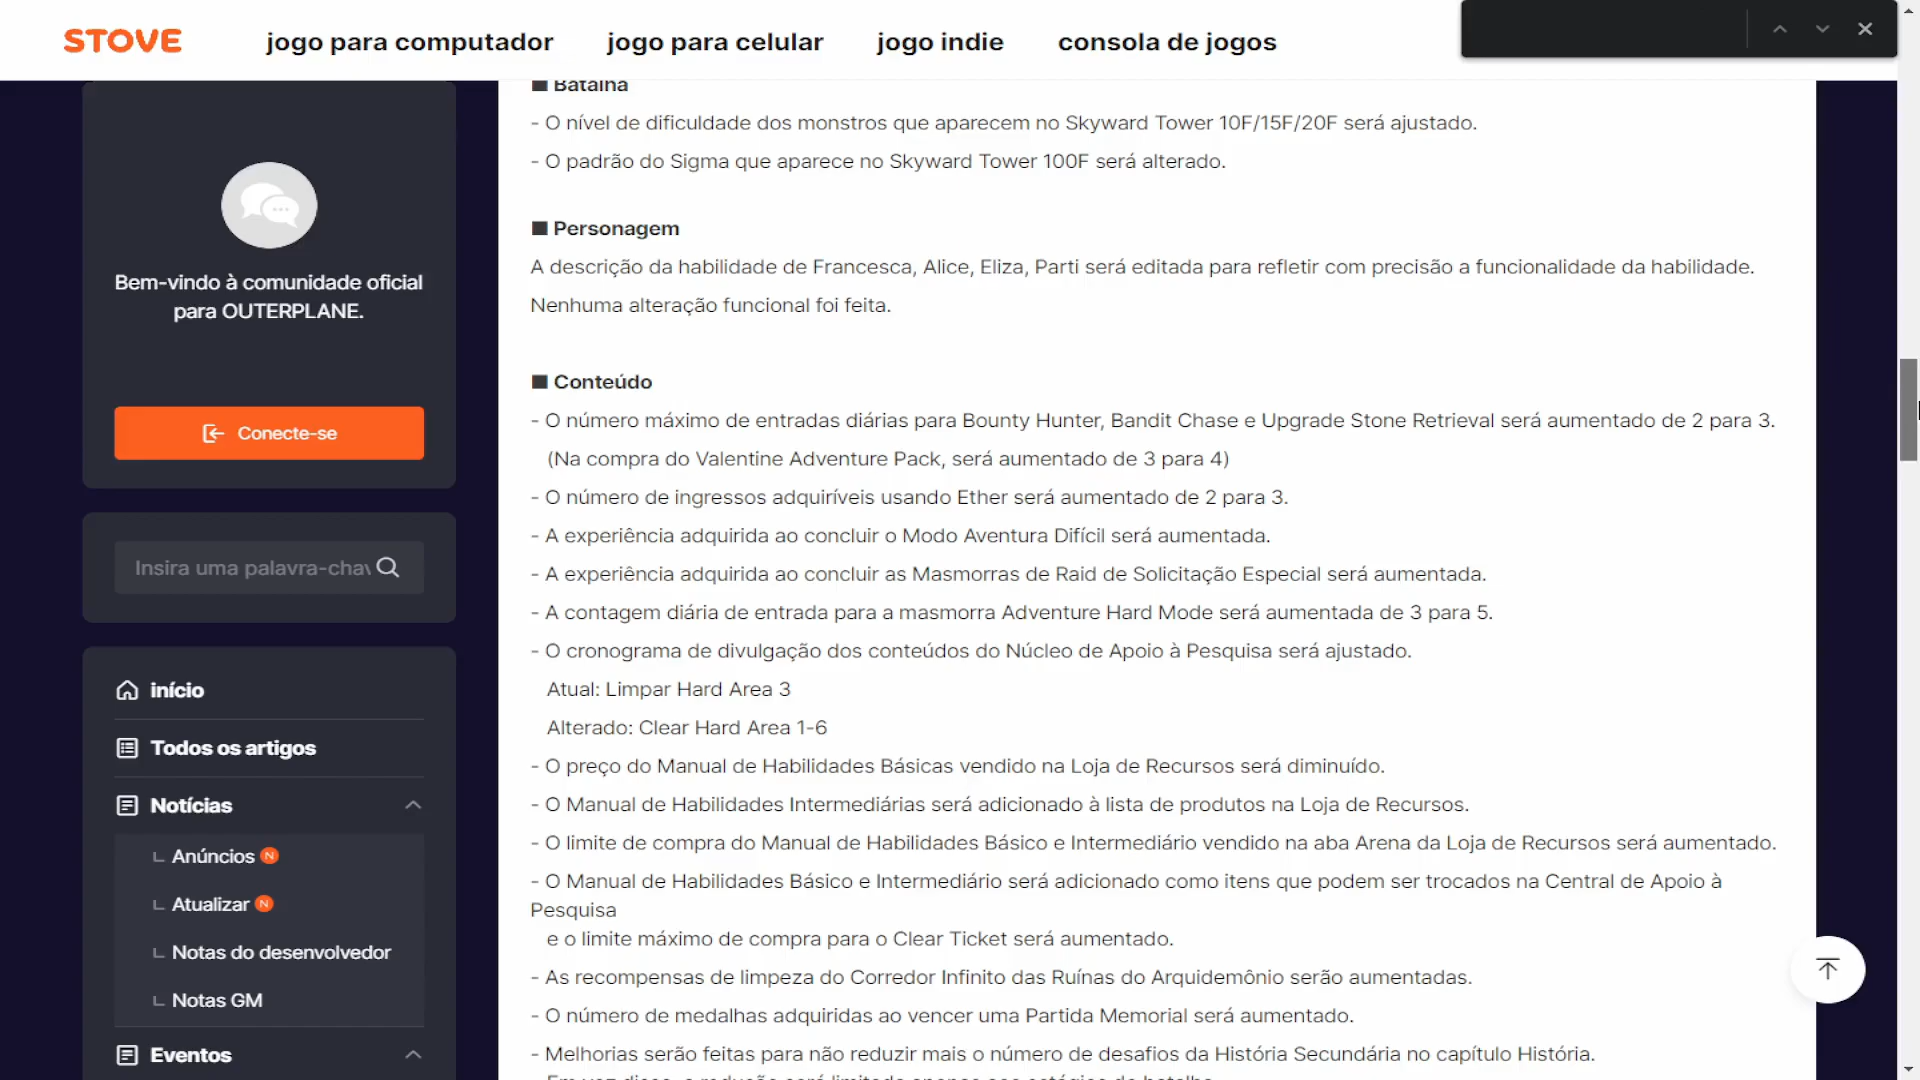 STOVE
jogo para computador
jogo para celular
jogo indie
consola de jogos
Bem-vindo à comunidade oficial
para OUTERPLANE.
Conecte-se
Insira uma palavra-chav
início
Todos os artigos
Notícias
Anúncios N
Atualizar N
Notas do desenvolvedor
Notas GM
Eventos
■ Batalha
- O nível de dificuldade dos monstros que aparecem no Skyward Tower 10F/15F/20F será ajustado.
- O padrão do Sigma que aparece no Skyward Tower 100F será alterado.
■ Personagem
A descrição da habilidade de Francesca, Alice, Eliza, Parti será editada para refletir com precisão a funcionalidade da habilidade.
Nenhuma alteração funcional foi feita.
■ Conteúdo
- O número máximo de entradas diárias para Bounty Hunter, Bandit Chase e Upgrade Stone Retrieval será aumentado de 2 para 3.
(Na compra do Valentine Adventure Pack, será aumentado de 3 para 4)
- O número de ingressos adquiríveis usando Ether será aumentado de 2 para 3.
- A experiência adquirida ao concluir o Modo Aventura Difícil será aumentada.
- A experiência adquirida ao concluir as Masmorras de Raid de Solicitação Especial será aumentada.
- A contagem diária de entrada para a masmorra Adventure Hard Mode será aumentada de 3 para 5.
- O cronograma de divulgação dos conteúdos do Núcleo de Apoio à Pesquisa será ajustado.
Atual: Limpar Hard Area 3
Alterado: Clear Hard Area 1-6
- O preço do Manual de Habilidades Básicas vendido na Loja de Recursos será diminuído.
- O Manual de Habilidades Intermediárias será adicionado à lista de produtos na Loja de Recursos.
- O limite de compra do Manual de Habilidades Básico e Intermediário vendido na aba Arena da Loja de Recursos será aumentado.
- O Manual de Habilidades Básico e Intermediário será adicionado como itens que podem ser trocados na Central de Apoio à
Pesquisa
e o limite máximo de compra para o Clear Ticket será aumentado.
- As recompensas de limpeza do Corredor Infinito das Ruínas do Arquidemônio serão aumentadas.
- O número de medalhas adquiridas ao vencer uma Partida Memorial será aumentado.
- Melhorias serão feitas para não reduzir mais o número de desafios da História Secundária no capítulo História.